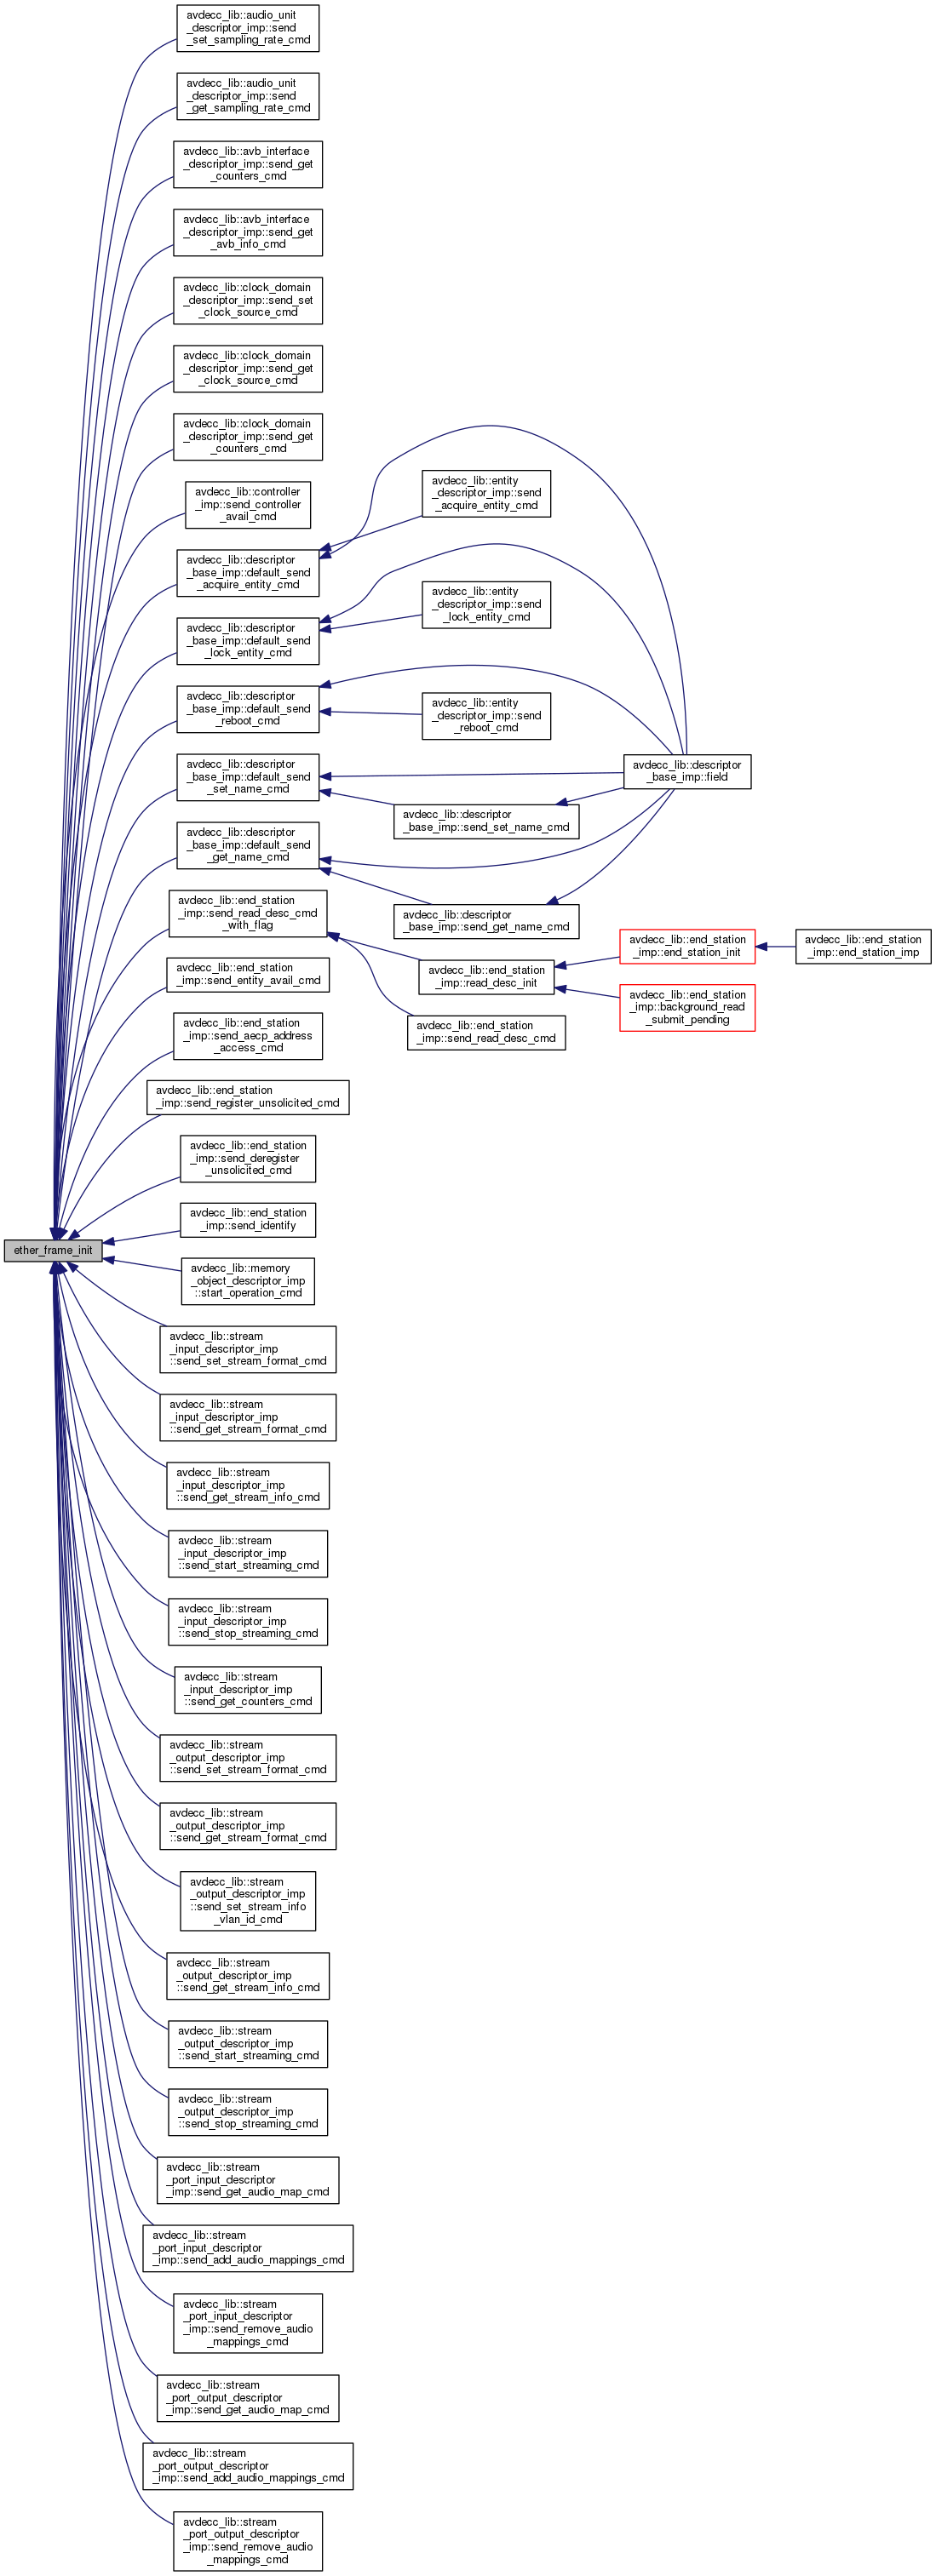 avdecc_lib::audio_unit
_descriptor_imp::send
_set_sampling_rate_cmd
avdecc_lib::audio_unit
_descriptor_imp::send
_get_sampling_rate_cmd
avdecc_lib::avb_interface
_descriptor_imp::send_get
_counters_cmd
avdecc_lib::avb_interface
_descriptor_imp::send_get
_avb_info_cmd
avdecc_lib::clock_domain
_descriptor_imp::send_set
_clock_source_cmd
avdecc_lib::clock_domain
_descriptor_imp::send_get
_clock_source_cmd
avdecc_lib::clock_domain
_descriptor_imp::send_get
_counters_cmd
avdecc_lib::controller
_imp::send_controller
_avail_cmd
avdecc_lib::descriptor
_base_imp::default_send
_acquire_entity_cmd
avdecc_lib::entity
_descriptor_imp::send
_acquire_entity_cmd
avdecc_lib::descriptor
_base_imp::default_send
_lock_entity_cmd
avdecc_lib::entity
_descriptor_imp::send
_lock_entity_cmd
avdecc_lib::descriptor
_base_imp::default_send
_reboot_cmd
avdecc_lib::entity
_descriptor_imp::send
_reboot_cmd
avdecc_lib::descriptor
_base_imp::default_send
_set_name_cmd
avdecc_lib::descriptor
_base_imp::send_set_name_cmd
avdecc_lib::descriptor
_base_imp::field
avdecc_lib::descriptor
_base_imp::default_send
_get_name_cmd
avdecc_lib::descriptor
_base_imp::send_get_name_cmd
avdecc_lib::end_station
_imp::send_read_desc_cmd
_with_flag
avdecc_lib::end_station
_imp::read_desc_init
avdecc_lib::end_station
_imp::end_station_init
avdecc_lib::end_station
_imp::end_station_imp
avdecc_lib::end_station
_imp::background_read
_submit_pending
avdecc_lib::end_station
_imp::send_read_desc_cmd
avdecc_lib::end_station
_imp::send_entity_avail_cmd
avdecc_lib::end_station
_imp::send_aecp_address
_access_cmd
avdecc_lib::end_station
_imp::send_register_unsolicited_cmd
avdecc_lib::end_station
_imp::send_deregister
_unsolicited_cmd
avdecc_lib::end_station
_imp::send_identify
ether_frame_init
avdecc_lib::memory
_object_descriptor_imp
::start_operation_cmd
avdecc_lib::stream
_input_descriptor_imp
::send_set_stream_format_cmd
avdecc_lib::stream
_input_descriptor_imp
::send_get_stream_format_cmd
avdecc_lib::stream
_input_descriptor_imp
::send_get_stream_info_cmd
avdecc_lib::stream
_input_descriptor_imp
::send_start_streaming_cmd
avdecc_lib::stream
_input_descriptor_imp
::send_stop_streaming_cmd
avdecc_lib::stream
_input_descriptor_imp
::send_get_counters_cmd
avdecc_lib::stream
_output_descriptor_imp
::send_set_stream_format_cmd
avdecc_lib::stream
_output_descriptor_imp
::send_get_stream_format_cmd
avdecc_lib::stream
_output_descriptor_imp
::send_set_stream_info
_vlan_id_cmd
avdecc_lib::stream
_output_descriptor_imp
::send_get_stream_info_cmd
avdecc_lib::stream
_output_descriptor_imp
::send_start_streaming_cmd
avdecc_lib::stream
_output_descriptor_imp
::send_stop_streaming_cmd
avdecc_lib::stream
_port_input_descriptor
_imp::send_get_audio_map_cmd
avdecc_lib::stream
_port_input_descriptor
_imp::send_add_audio_mappings_cmd
avdecc_lib::stream
_port_input_descriptor
_imp::send_remove_audio
_mappings_cmd
avdecc_lib::stream
_port_output_descriptor
_imp::send_get_audio_map_cmd
avdecc_lib::stream
_port_output_descriptor
_imp::send_add_audio_mappings_cmd
avdecc_lib::stream
_port_output_descriptor
_imp::send_remove_audio
_mappings_cmd